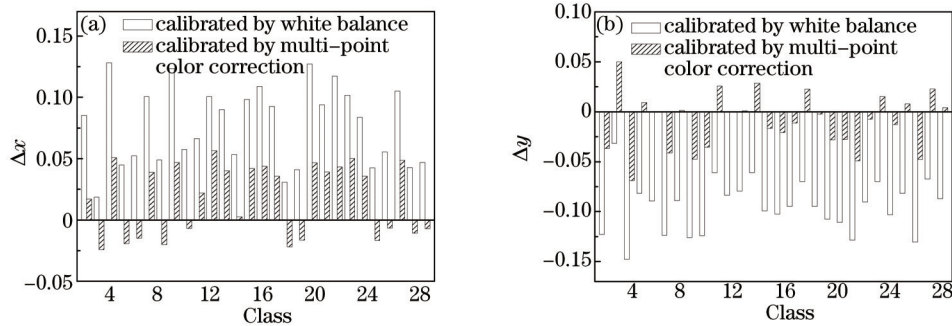 (a)
calibrated by white balance
calibrated by multi-point
color correction
0.15
0.10
0.05
0
−0.05
Δx
4 8 12 16 20 24 28
Class
(b)
calibrated by white balance
calibrated by multi-point
color correction
0.10
0.05
0
−0.05
−0.10
−0.15
Δy
4 8 12 16 20 24 28
Class